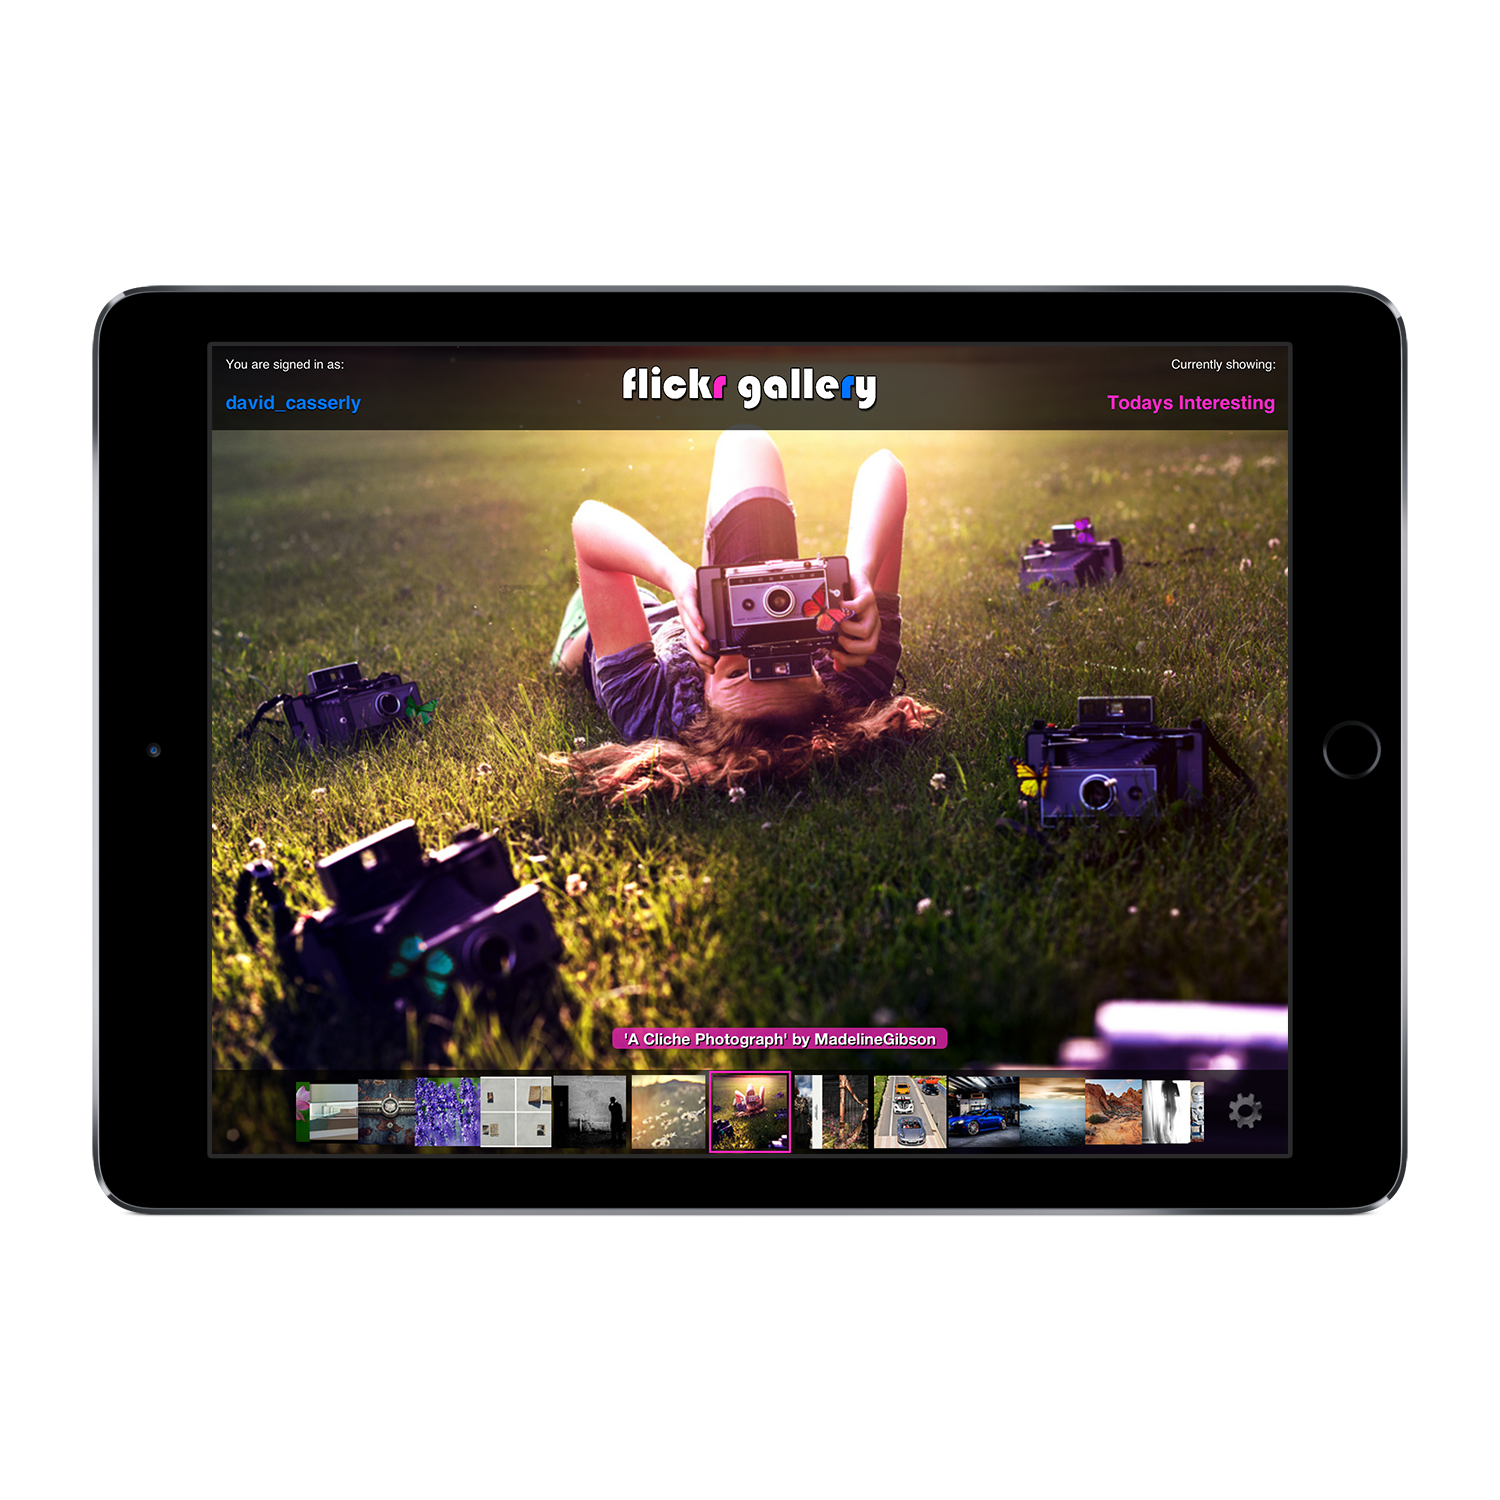 You are signed in as:
david_casserly
flickr gallery
Currently showing:
Todays Interesting
'A Cliche Photograph' by MadelineGibson